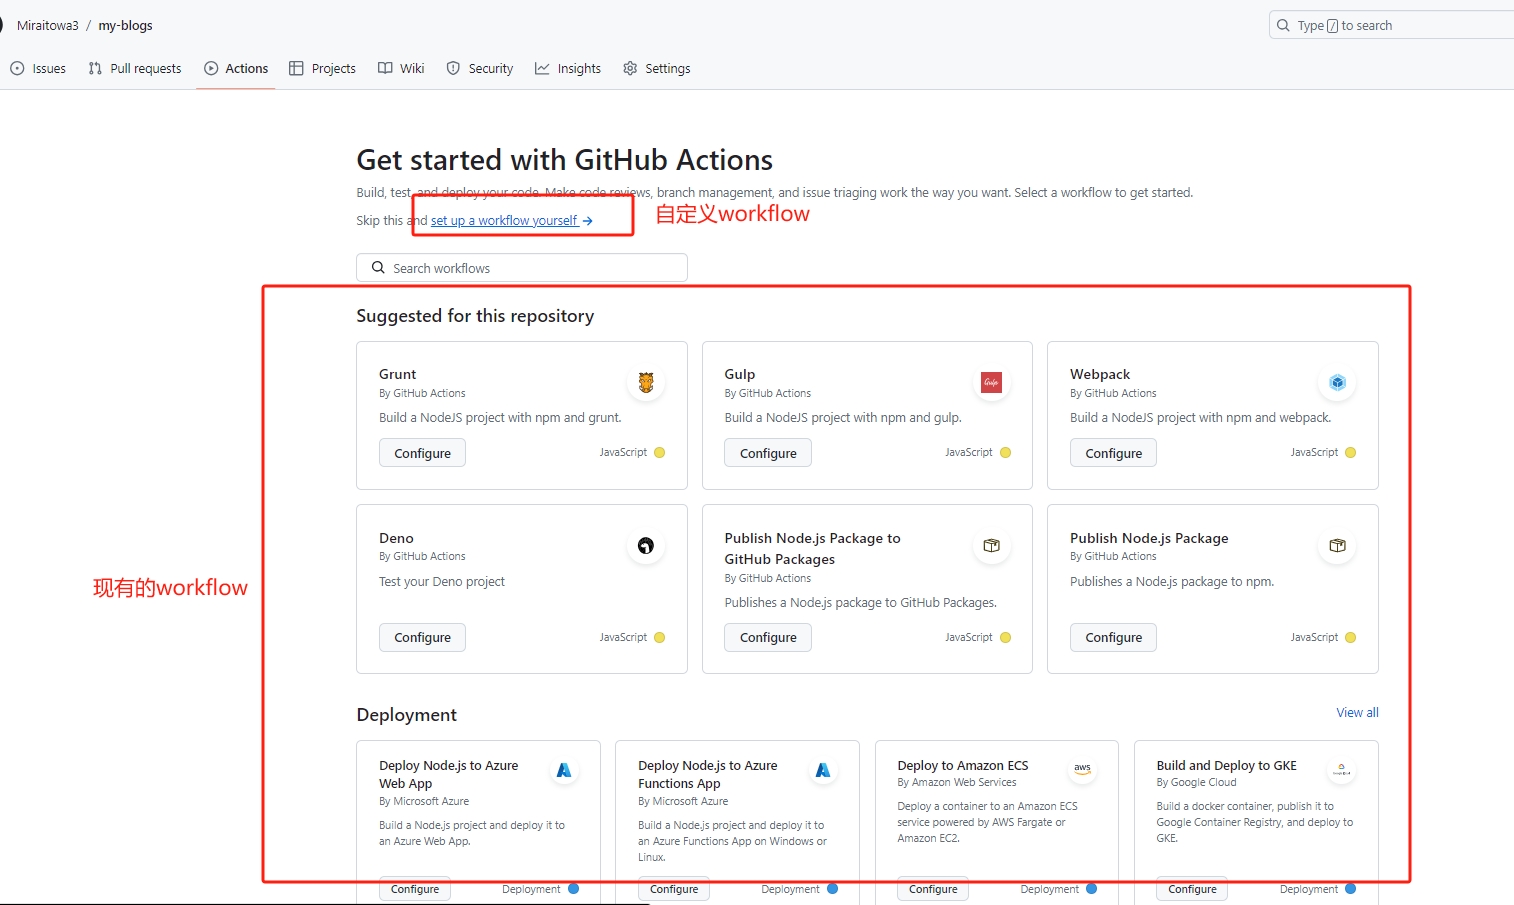 Miraitowa3 / my-blogs
Type / to search
Issues Pull requests Actions Projects Wiki Security Insights Settings
Get started with GitHub Actions
Build, test, and deploy your code. Make code reviews, branch management, and issue triaging work the way you want. Select a workflow to get started.
Skip this and set up a workflow yourself →
自定义workflow
Search workflows
现有的workflow
Suggested for this repository
Grunt
By GitHub Actions
Build a NodeJS project with npm and grunt.
Configure JavaScript
Gulp
Gulp
By GitHub Actions
Build a NodeJS project with npm and gulp.
Configure JavaScript
Webpack
By GitHub Actions
Build a NodeJS project with npm and webpack.
Configure JavaScript
Deno
By GitHub Actions
Test your Deno project
Configure JavaScript
Publish Node.js Package to
GitHub Packages
By GitHub Actions
Publishes a Node.js package to GitHub Packages.
Configure JavaScript
Publish Node.js Package
By GitHub Actions
Publishes a Node.js package to npm.
Configure JavaScript
Deployment
View all
Deploy Node.js to Azure
Web App
By Microsoft Azure
Build a Node.js project and deploy it to
an Azure Web App.
Configure Deployment
Deploy Node.js to Azure
Functions App
By Microsoft Azure
Build a Node.js project and deploy it to
an Azure Functions App on Windows or
Linux.
Configure Deployment
Deploy to Amazon ECS
aws
By Amazon Web Services
Deploy a container to an Amazon ECS
service powered by AWS Fargate or
Amazon EC2.
Configure Deployment
Build and Deploy to GKE
By Google Cloud
Build a docker container, publish it to
Google Container Registry, and deploy to
GKE.
Configure Deployment